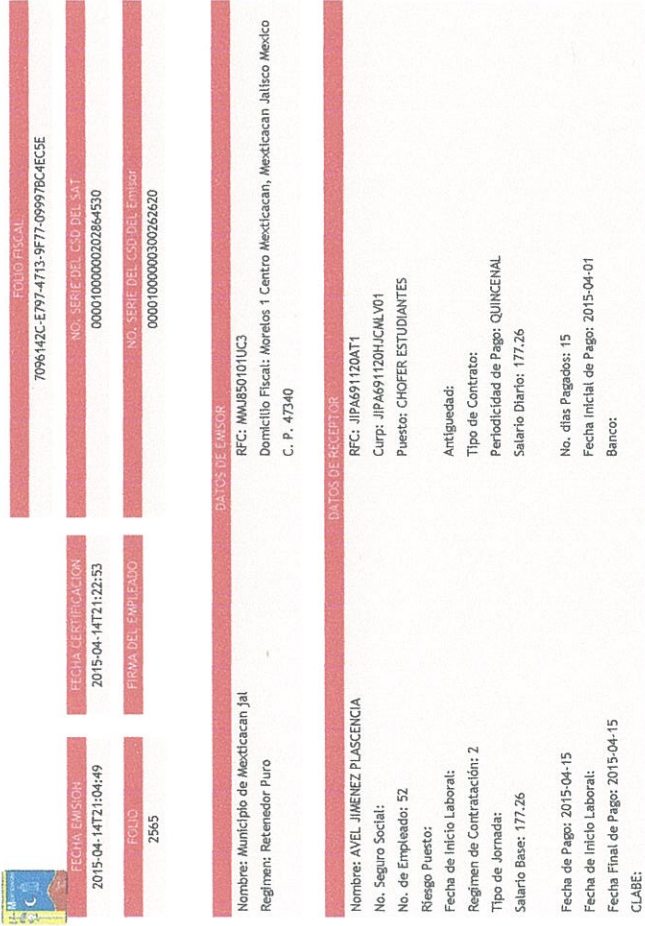 FOLIO FISCAL
7096142C-E797-4713-9F77-09997BC4EC5E
FECHA EMISION FECHA CERTIFICACION NO. SERIE DEL CSD DEL SAT
2015-04-14T21:04:49 2015-04-14T21:22:53 00001000000202864530
FOLIO FIRMA DEL EMPLEADO NO. SERIE DEL CSD DEL Emisor
2565 00001000000300262620
DATOS DE EMISOR
Nombre: Municipio de Mexticacan jal RFC: MMJ850101UC3
Regimen: Retenedor Puro Domicilio Fiscal: Morelos 1 Centro Mexticacan, Mexticacan Jalisco Mexico
C. P. 47340
DATOS DE RECEPTOR
Nombre: AVEL JIMENEZ PLASCENCIA RFC: JIPA691120AT1
No. Seguro Social: Curp: JIPA691120HJCMLV01
No. de Empleado: 52 Puesto: CHOFER ESTUDIANTES
Riesgo Puesto:
Fecha de Inicio Laboral: Antiguedad:
Regimen de Contratación: 2 Tipo de Contrato:
Tipo de Jornada: Periodicidad de Pago: QUINCENAL
Salario Base: 177.26 Salario Diario: 177.26
Fecha de Pago: 2015-04-15 No. dias Pagados: 15
Fecha de Inicio Laboral: Fecha Inicial de Pago: 2015-04-01
Fecha Final de Pago: 2015-04-15 Banco:
CLABE: